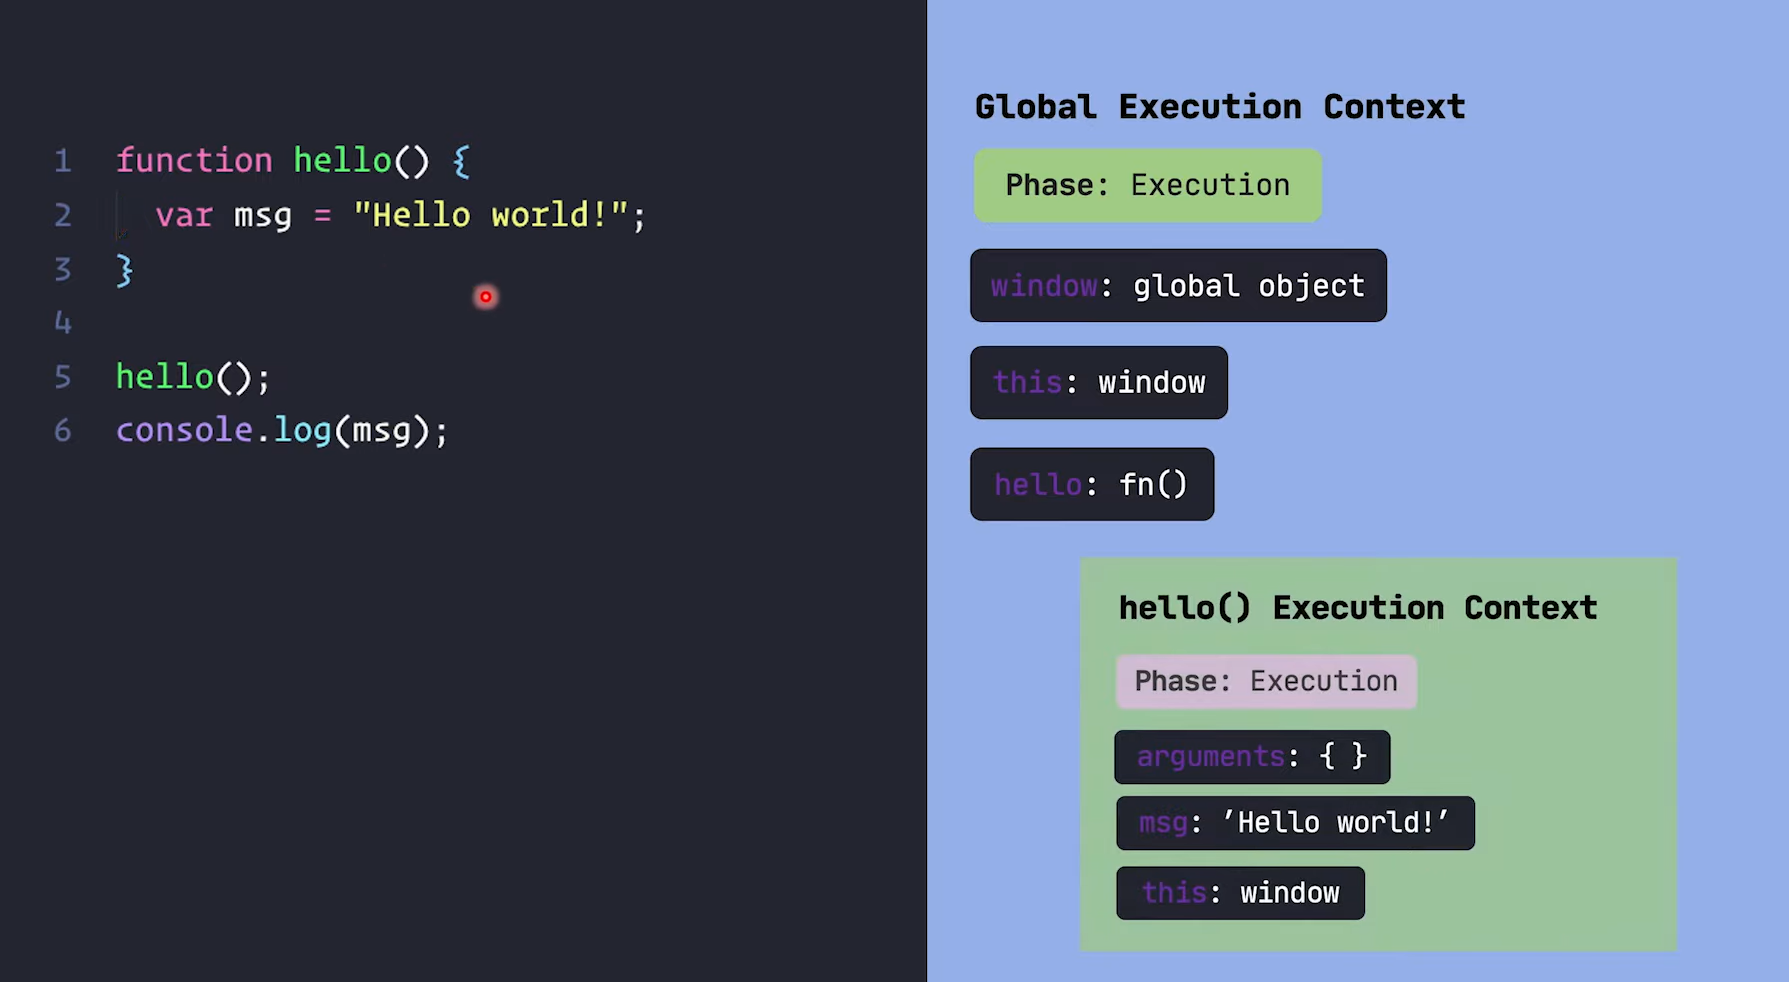 1 function hello() {
2 var msg = "Hello world!";
3 }
4
5 hello();
6 console.log(msg);
Global Execution Context
Phase: Execution
window: global object
this: window
hello: fn()
hello() Execution Context
Phase: Execution
arguments: { }
msg: ’Hello world!’
this: window